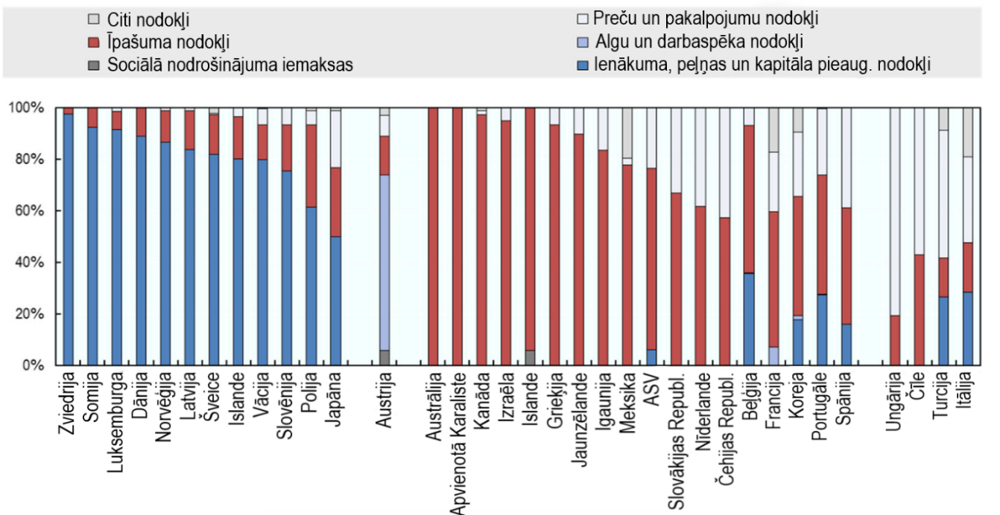 Citi nodokļi
Īpašuma nodokļi
Sociālā nodrošinājuma iemaksas
Preču un pakalpojumu nodokļi
Algu un darbaspēka nodokļi
Ienākuma, peļņas un kapitāla pieaug. nodokļi
100%
80%
60%
40%
20%
0%
Zviedrija
Somija
Luksemburga
Dānija
Norvēģija
Latvija
Šveice
Islande
Vācija
Slovēnija
Polija
Japāna
Austrija
Austrālija
Apvienotā Karaliste
Kanāda
Izraēla
Islande
Grieķija
Jaunzēlande
Igaunija
Meksika
ASV
Slovākijas Republ.
Nīderlande
Čehijas Republ.
Beļģija
Francija
Koreja
Portugāle
Spānija
Ungārija
Čīle
Turcija
Itālija